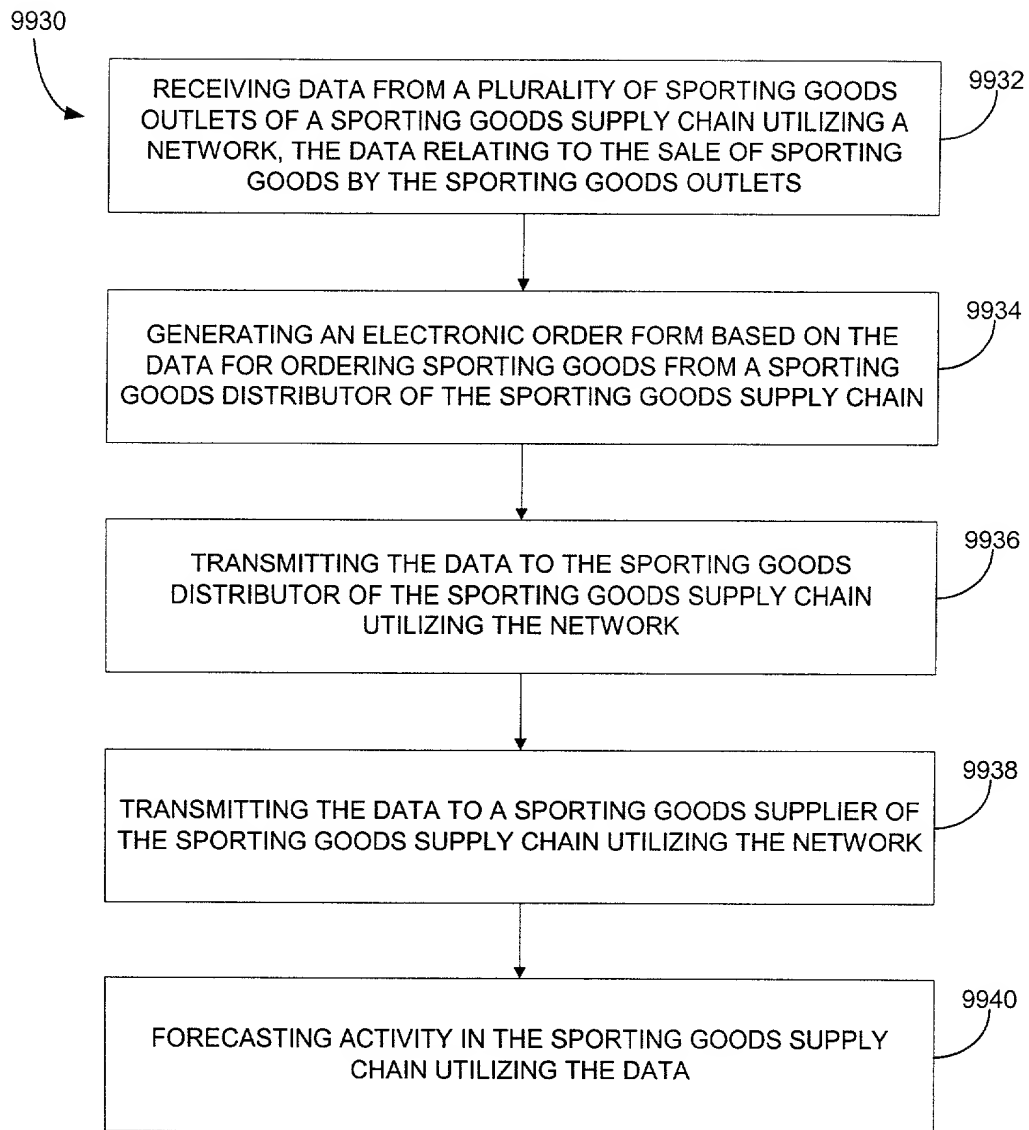 9930
RECEIVING DATA FROM A PLURALITY OF SPORTING GOODS
OUTLETS OF A SPORTING GOODS SUPPLY CHAIN UTILIZING A
NETWORK, THE DATA RELATING TO THE SALE OF SPORTING
GOODS BY THE SPORTING GOODS OUTLETS
9932
GENERATING AN ELECTRONIC ORDER FORM BASED ON THE
DATA FOR ORDERING SPORTING GOODS FROM A SPORTING
GOODS DISTRIBUTOR OF THE SPORTING GOODS SUPPLY CHAIN
9934
TRANSMITTING THE DATA TO THE SPORTING GOODS
DISTRIBUTOR OF THE SPORTING GOODS SUPPLY CHAIN
UTILIZING THE NETWORK
9936
TRANSMITTING THE DATA TO A SPORTING GOODS SUPPLIER OF
THE SPORTING GOODS SUPPLY CHAIN UTILIZING THE NETWORK
9938
FORECASTING ACTIVITY IN THE SPORTING GOODS SUPPLY
CHAIN UTILIZING THE DATA
9940